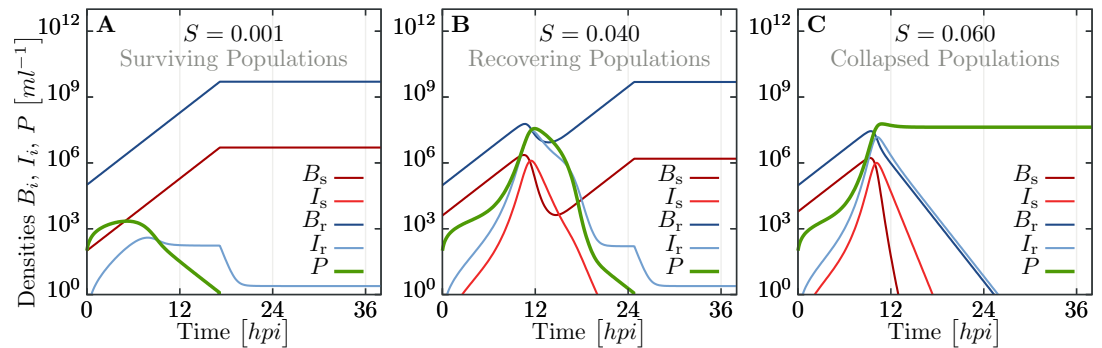 Densities B_i, I_i, P [ml^{-1}]
10^{12}
10^9
10^6
10^3
10^0
A
S = 0.001
Surviving Populations
B_s
I_s
B_r
I_r
P
0 12 24 36
Time [hpi]
10^{12}
10^9
10^6
10^3
10^0
B
S = 0.040
Recovering Populations
B_s
I_s
B_r
I_r
P
0 12 24 36
Time [hpi]
10^{12}
10^9
10^6
10^3
10^0
C
S = 0.060
Collapsed Populations
B_s
I_s
B_r
I_r
P
0 12 24 36
Time [hpi]